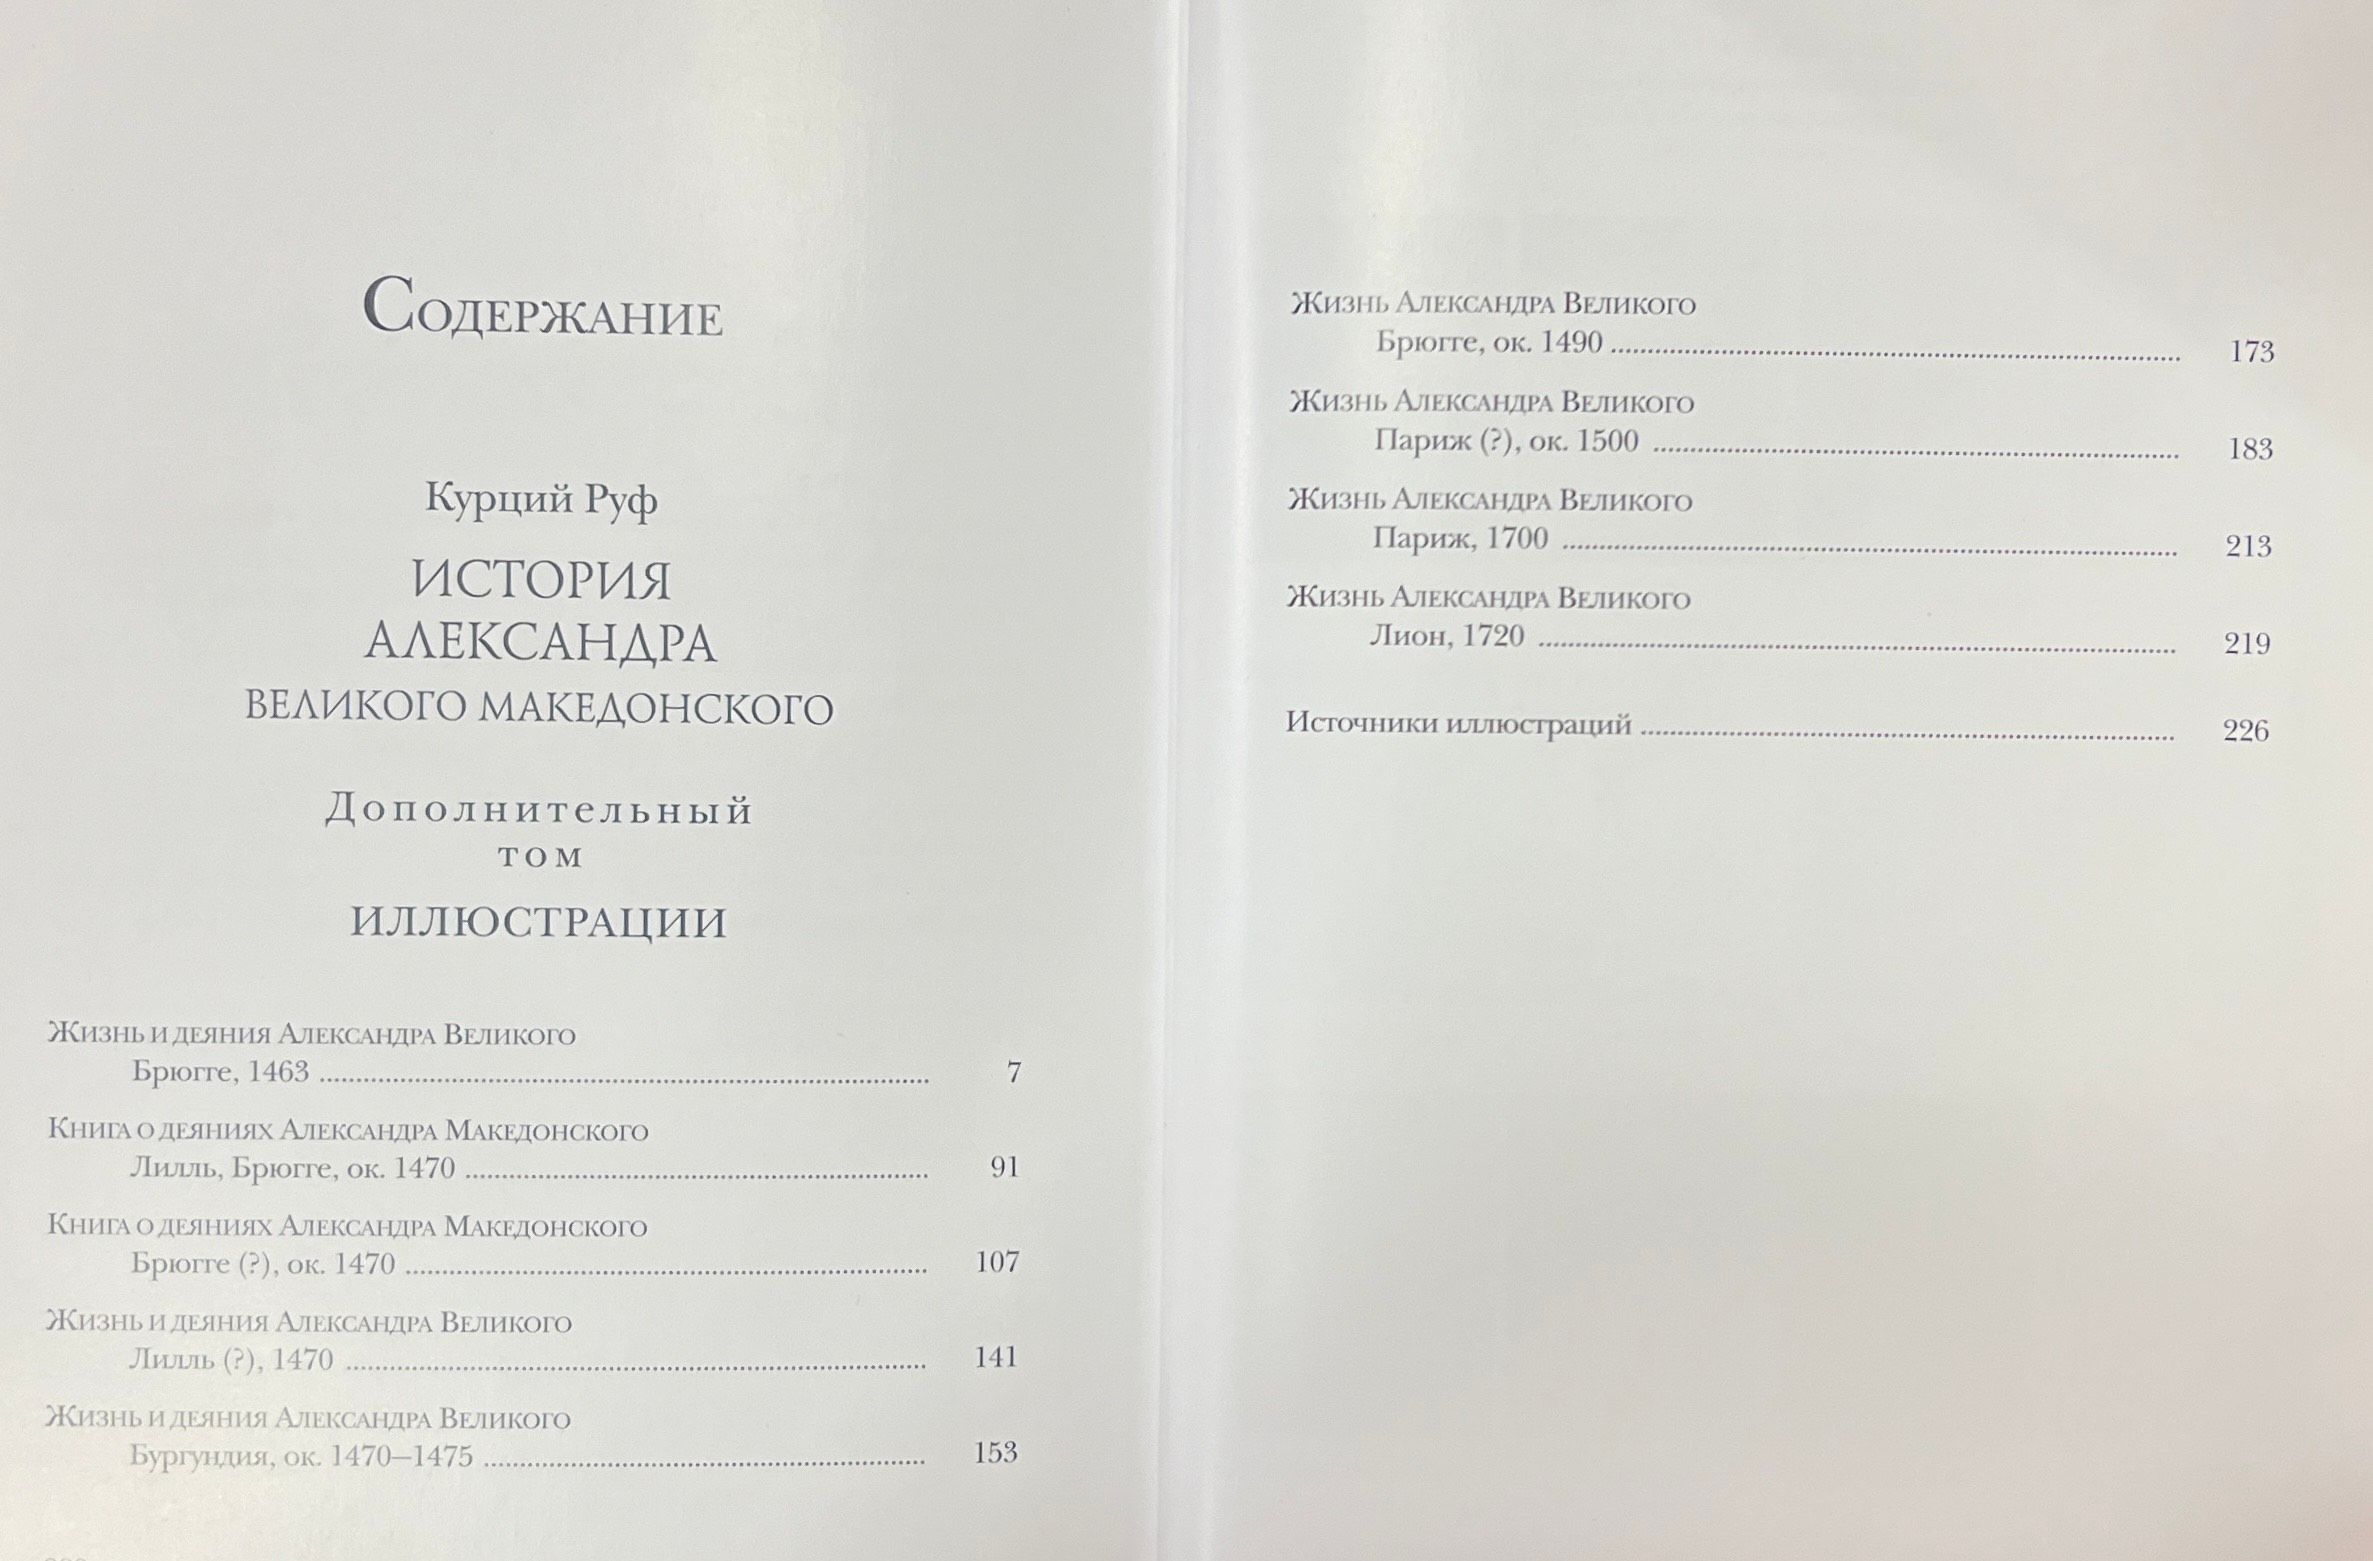 Содержание
Курций Руф
ИСТОРИЯ
АЛЕКСАНДРА
ВЕЛИКОГО МАКЕДОНСКОГО
Дополнительный
том
ИЛЛЮСТРАЦИИ
Жизнь и деяния Александра Великого
Брюгге, 1463 ........ 7
Книга о деяниях Александра Македонского
Лилль, Брюгге, ок. 1470 ........ 91
Книга о деяниях Александра Македонского
Брюгге (?), ок. 1470 ........ 107
Жизнь и деяния Александра Великого
Лилль (?), 1470 ........ 141
Жизнь и деяния Александра Великого
Бургундия, ок. 1470–1475 ........ 153
Жизнь Александра Великого
Брюгге, ок. 1490 ........ 173
Жизнь Александра Великого
Париж (?), ок. 1500 ........ 183
Жизнь Александра Великого
Париж, 1700 ........ 213
Жизнь Александра Великого
Лион, 1720 ........ 219
Источники иллюстраций ........ 226